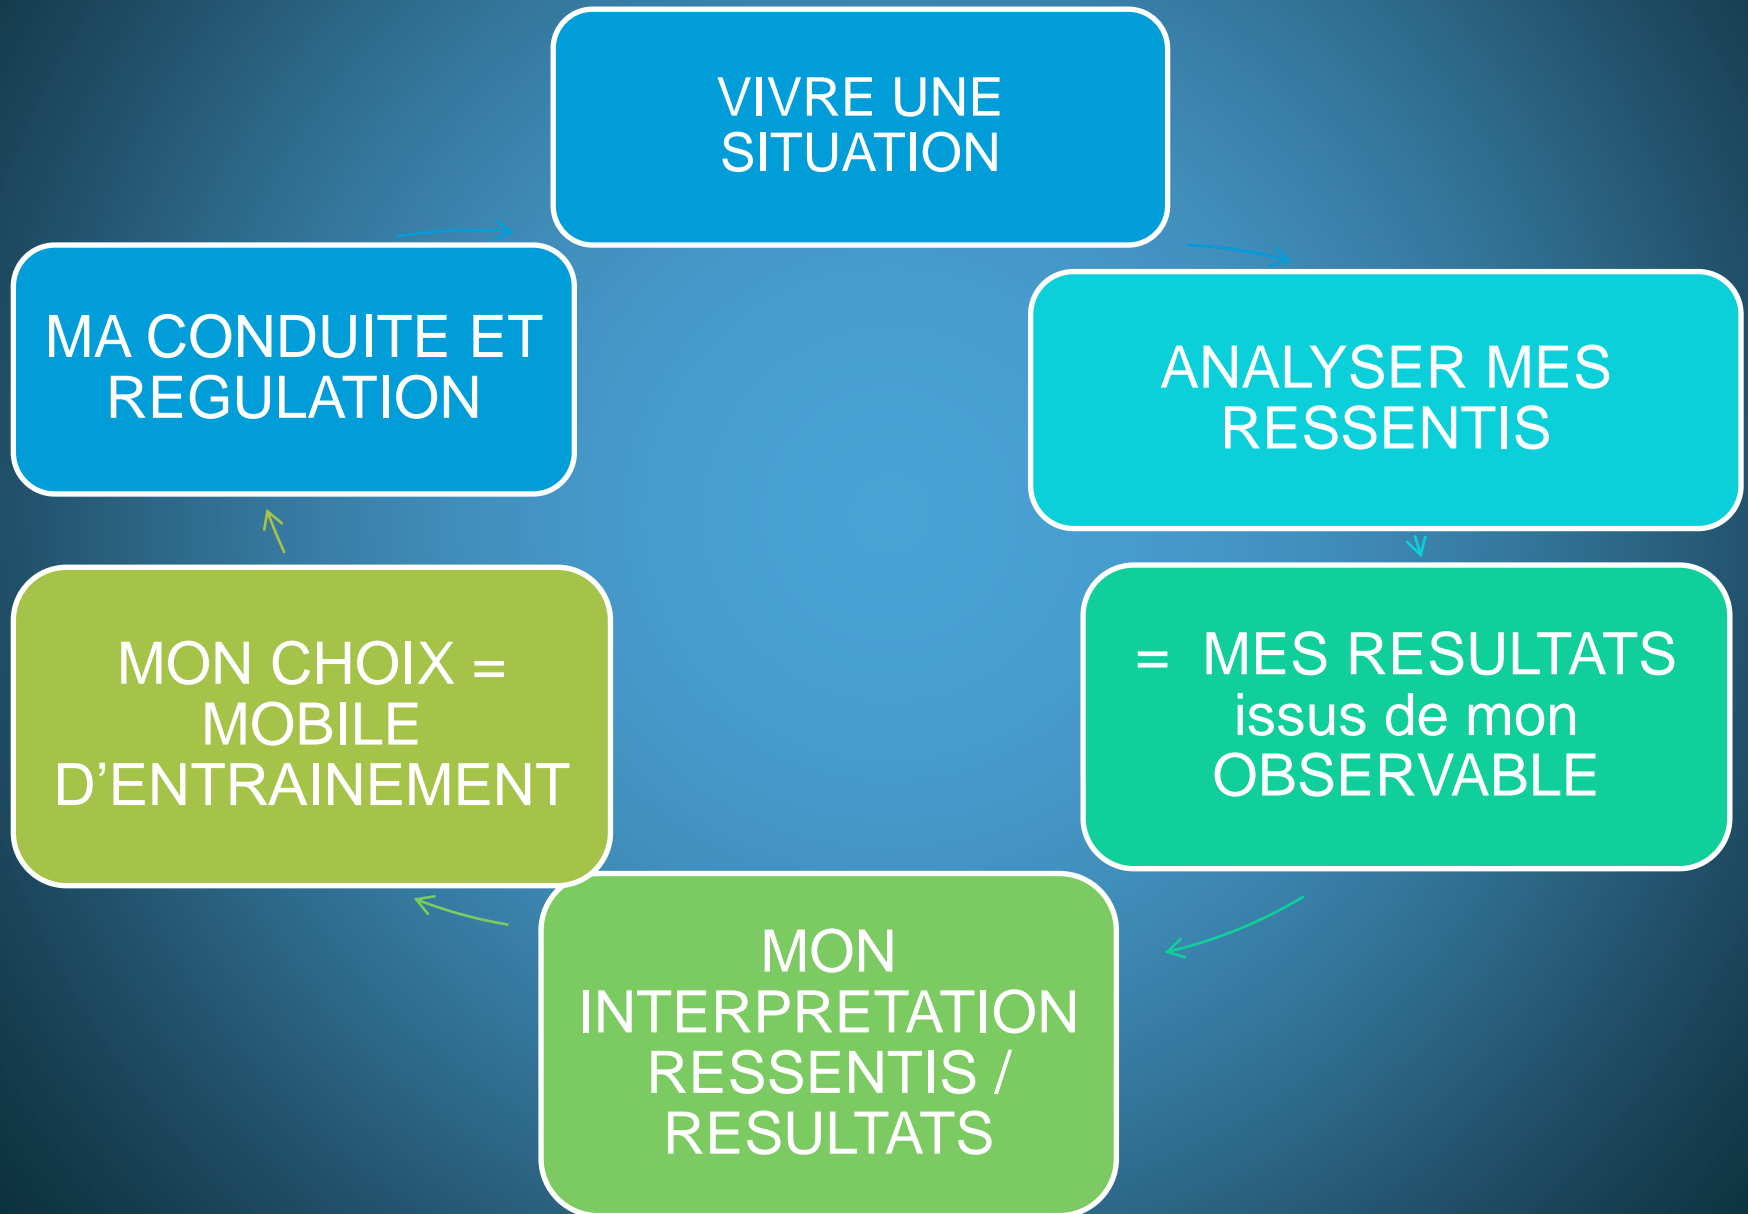 VIVRE UNE
SITUATION
ANALYSER MES
RESSENTIS
= MES RESULTATS
issus de mon
OBSERVABLE
MON
INTERPRETATION
RESSENTIS /
RESULTATS
MON CHOIX =
MOBILE
D’ENTRAINEMENT
MA CONDUITE ET
REGULATION